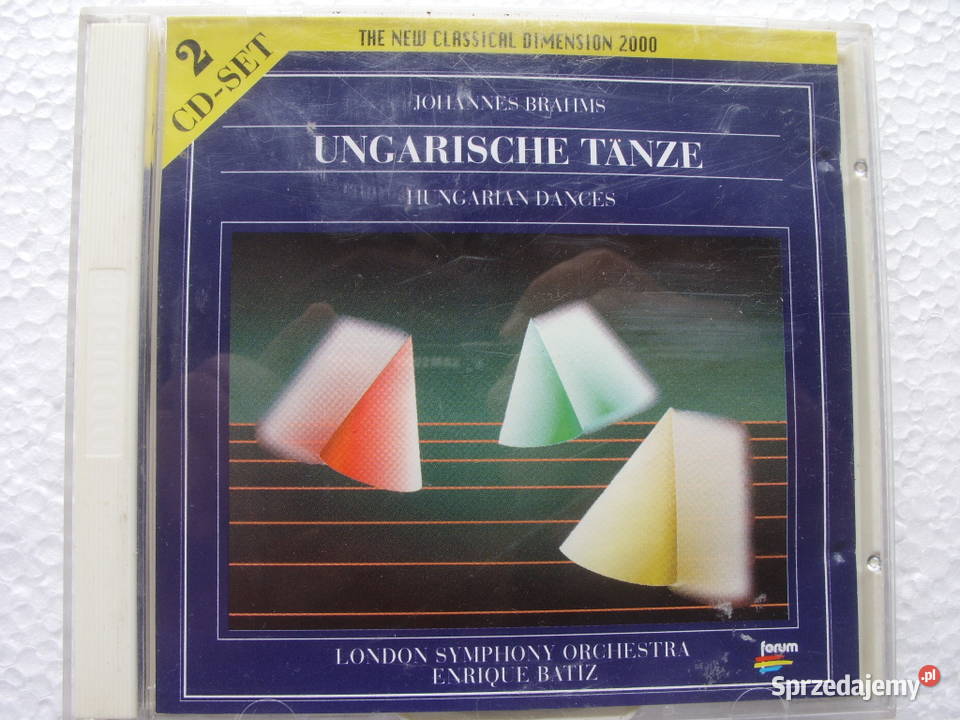 2
CD-SET
THE NEW CLASSICAL DIMENSION 2000
JOHANNES BRAHMS
UNGARISCHE TÄNZE
HUNGARIAN DANCES
LONDON SYMPHONY ORCHESTRA
ENRIQUE BATIZ
forum
Sprzedajemy.pl